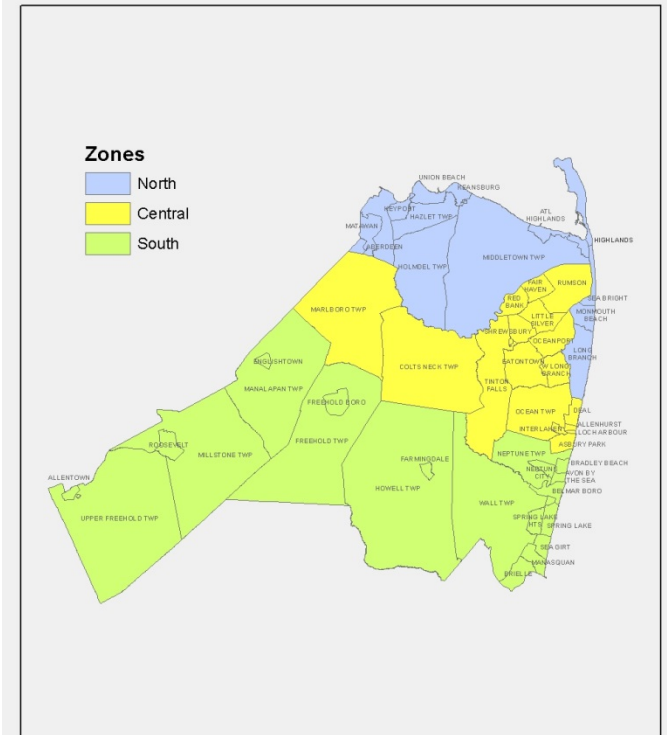 Zones
North
Central
South
UNION BEACH
KEANSBURG
KEYPORT
HAZLET TWP
MATAWAN
ABERDEEN
ATL
HIGHLANDS
HIGHLANDS
HOLMDEL TWP
MIDDLETOWN TWP
FAIR
HAVEN
RUMSON
RED
BANK
SEA BRIGHT
MONMOUTH
BEACH
MARLBORO TWP
LITTLE
SILVER
SHREWSBURY
OCEANPORT
LONG
BRANCH
ENGLISHTOWN
COLTS NECK TWP
EATONTOWN
W LONG
BRANCH
TINTON
FALLS
MANALAPAN TWP
FREEHOLD BORO
OCEAN TWP
DEAL
ALLENHURST
INTERLAKEN
LOCH ARBOUR
ROOSEVELT
MILLSTONE TWP
FREEHOLD TWP
ASBURY PARK
NEPTUNE TWP
FARMINGDALE
BRADLEY BEACH
NEPTUNE
CITY
AVON BY
THE SEA
ALLENTOWN
HOWELL TWP
BELMAR BORO
WALL TWP
UPPER FREEHOLD TWP
SPRING LAKE
HTS
SPRING LAKE
SEA GIRT
MANASQUAN
BRIELLE